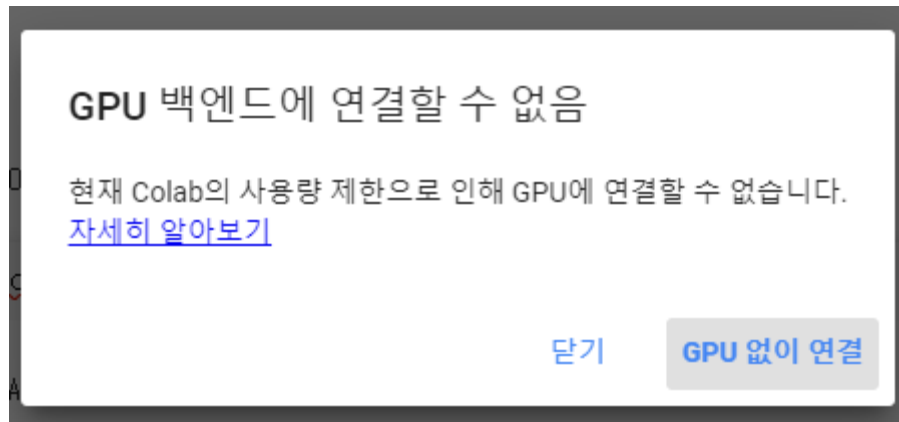 GPU 백엔드에 연결할 수 없음
현재 Colab의 사용량 제한으로 인해 GPU에 연결할 수 없습니다.
자세히 알아보기
닫기 GPU 없이 연결